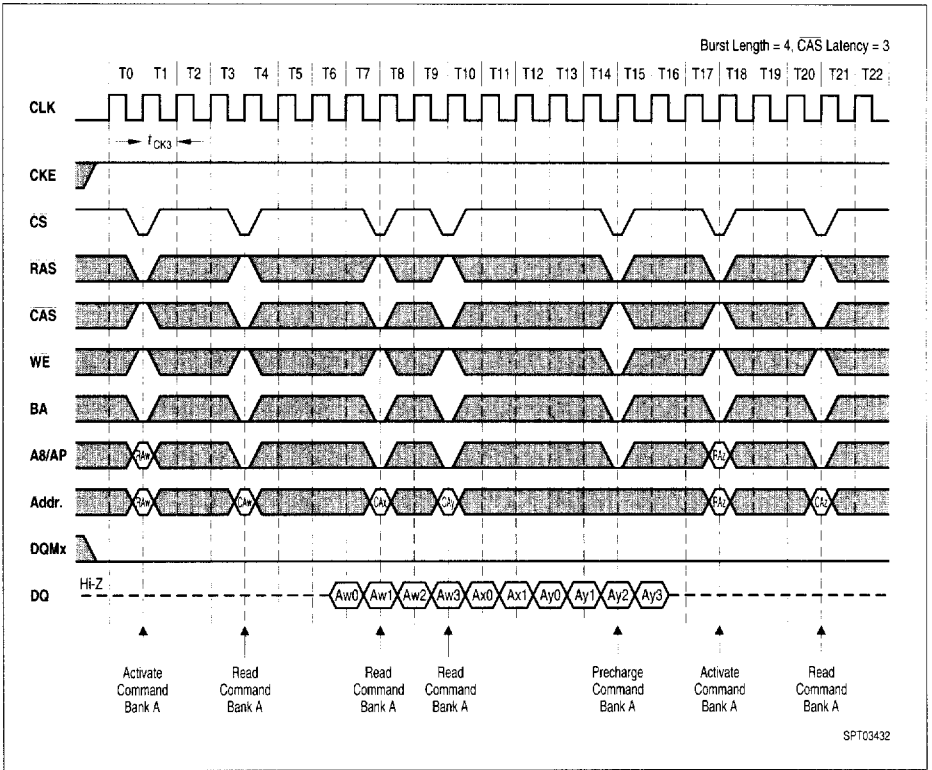 Burst Length = 4, CAS Latency = 3
T0 T1 T2 T3 T4 T5 T6 T7 T8 T9 T10 T11 T12 T13 T14 T15 T16 T17 T18 T19 T20 T21 T22
CLK
tCK3
CKE
CS
RAS
CAS
WE
BA
A8/AP RAw RAz
Addr. RAw CAw CAx CAy RAz CAz
DQMx
Hi-Z
DQ Aw0 Aw1 Aw2 Aw3 Ax0 Ax1 Ay0 Ay1 Ay2 Ay3
Activate Read Read Read Precharge Activate Read
Command Command Command Command Command Command Command
Bank A Bank A Bank A Bank A Bank A Bank A Bank A
SPT03432